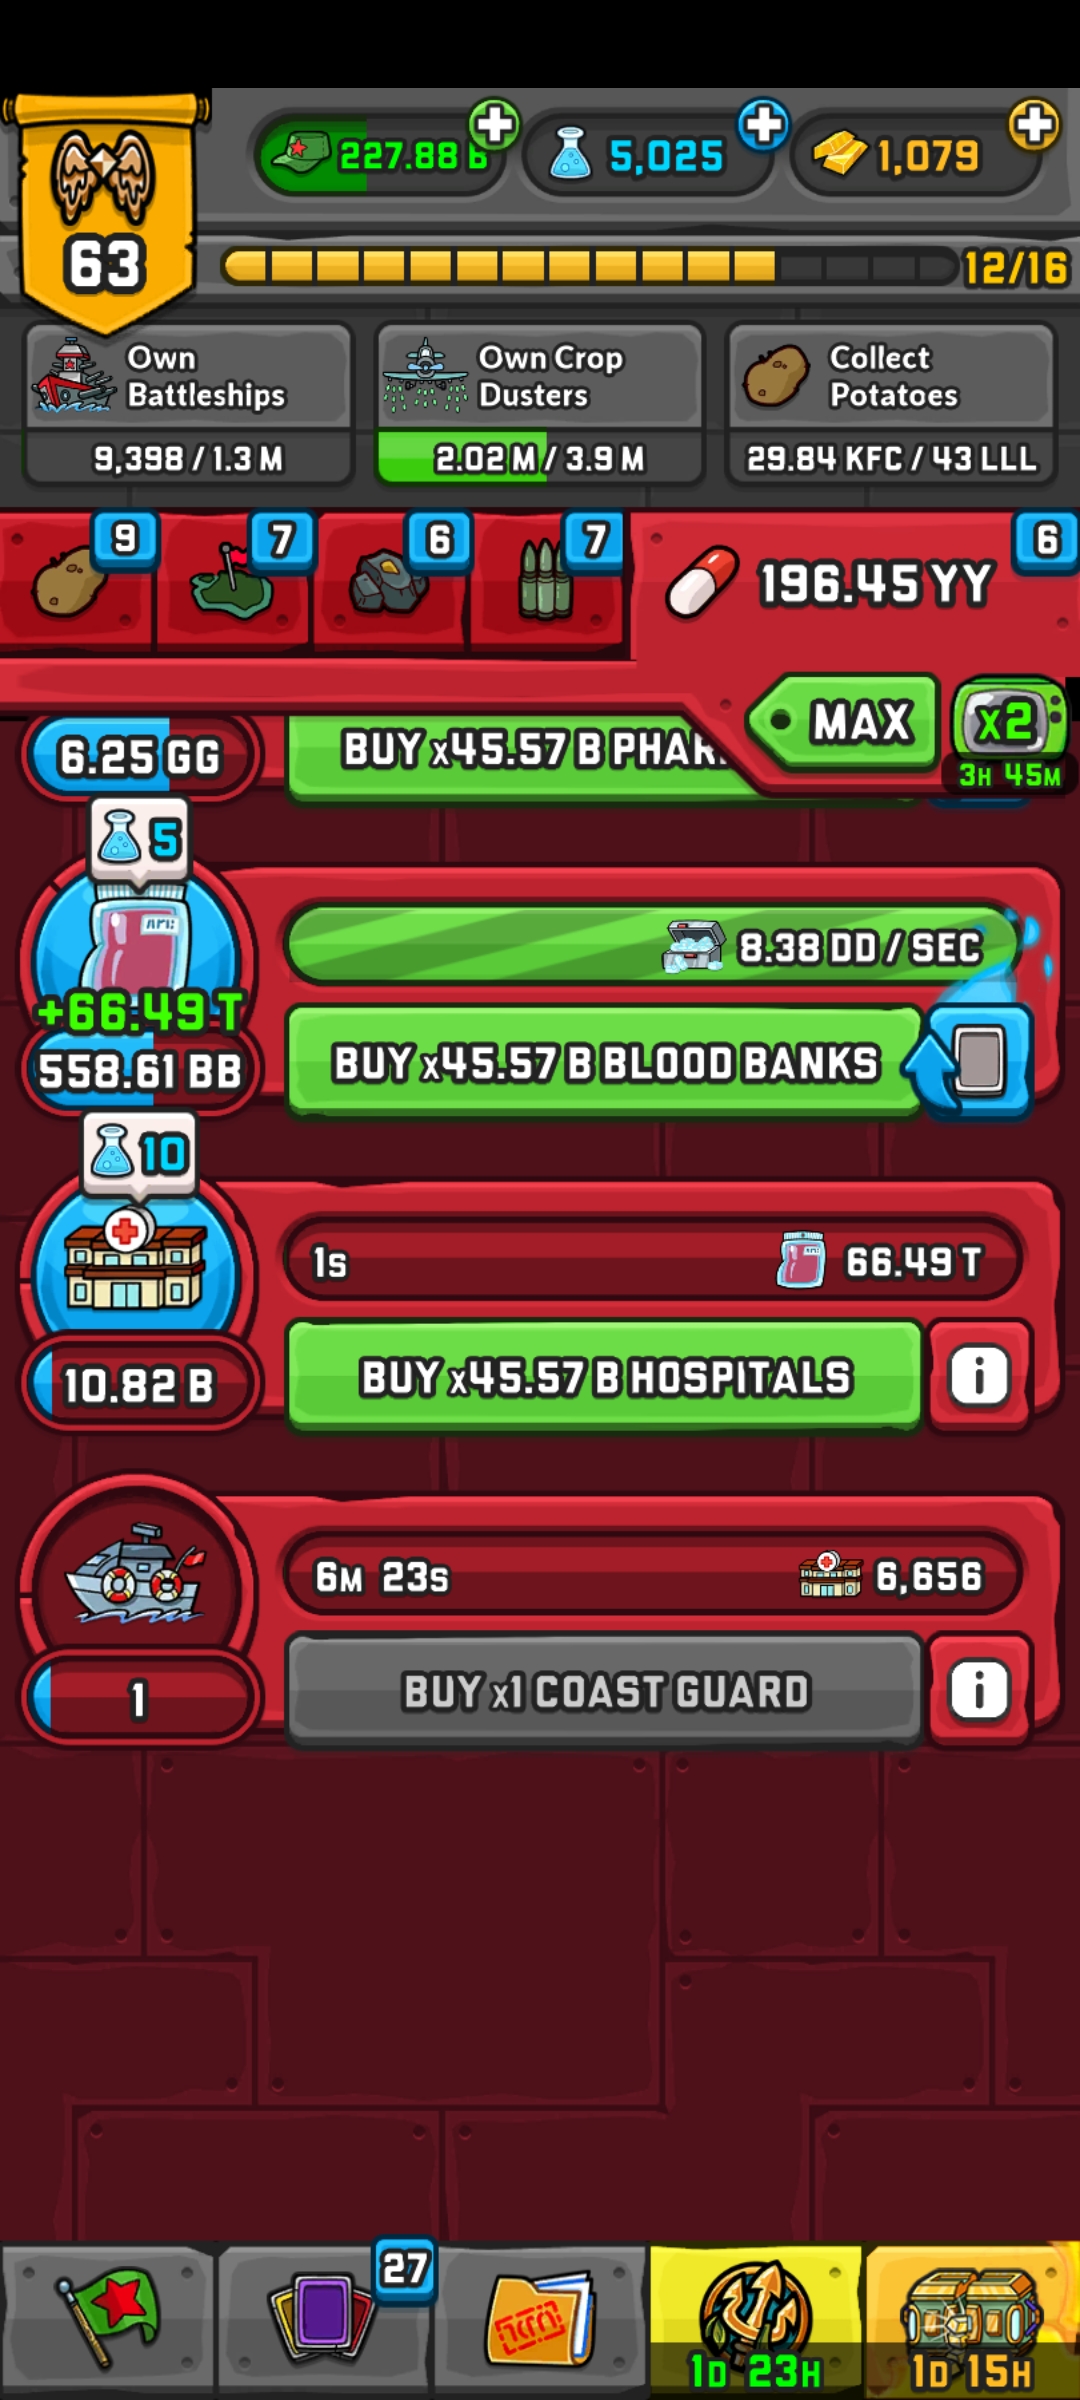 227.88 B
5,025
1,079
63
12/16
Own
Battleships
9,398 / 1.3 M
Own Crop
Dusters
2.02 M / 3.9 M
Collect
Potatoes
29.84 KFC / 43 LLL
9
7
6
7
196.45 YY
6
MAX
x2
3H 45M
6.25 GG
BUY x45.57 B PHAR
5
+66.49 T
558.61 BB
8.38 DD / SEC
BUY x45.57 B BLOOD BANKS
10
10.82 B
1s
66.49 T
BUY x45.57 B HOSPITALS
i
1
6M 23s
6,656
BUY x1 COAST GUARD
i
27
1D 23H
1D 15H